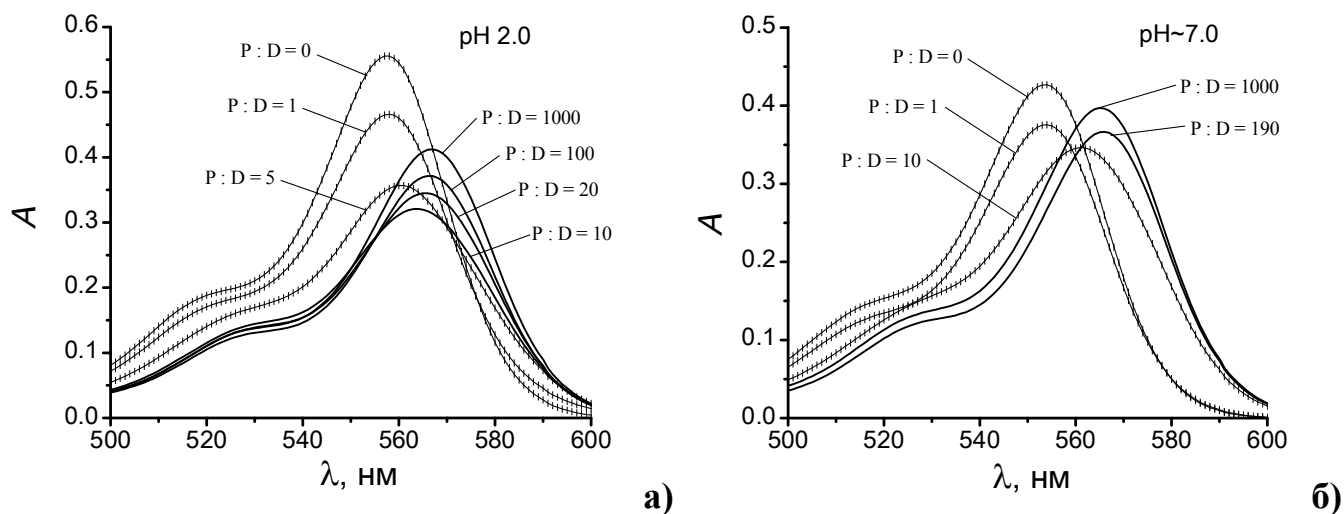 0.6
0.5
0.4
0.3
0.2
0.1
0.0
A
pH 2.0
P : D = 0
P : D = 1
P : D = 5
P : D = 1000
P : D = 100
P : D = 20
P : D = 10
500 520 540 560 580 600
λ, нм
а)
0.5
0.4
0.3
0.2
0.1
0.0
A
pH~7.0
P : D = 0
P : D = 1
P : D = 10
P : D = 1000
P : D = 190
500 520 540 560 580 600
λ, нм
б)